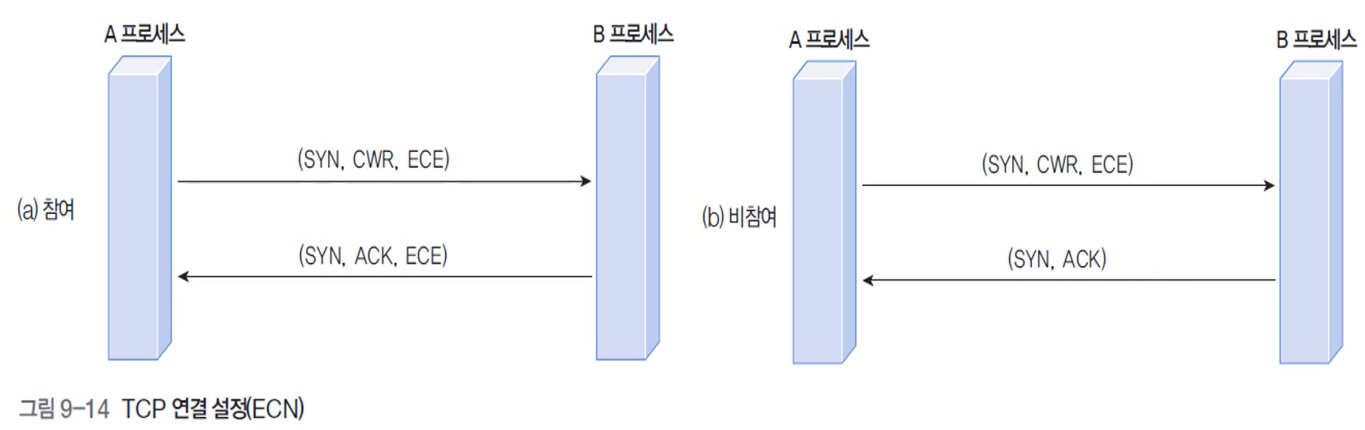 A 프로세스
B 프로세스
(SYN, CWR, ECE)
(a) 참여
(SYN, ACK, ECE)
A 프로세스
B 프로세스
(SYN, CWR, ECE)
(b) 비참여
(SYN, ACK)
그림 9-14 TCP 연결 설정(ECN)